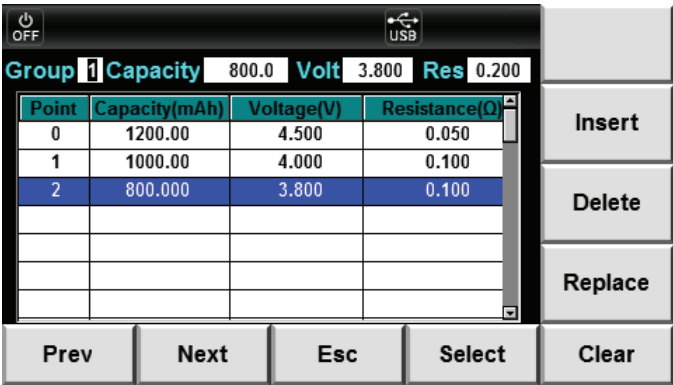 OFF USB
Group 1 Capacity 800.0 Volt 3.800 Res 0.200
Point Capacity(mAh) Voltage(V) Resistance(Ω)
0 1200.00 4.500 0.050
1 1000.00 4.000 0.100
2 800.000 3.800 0.100
Insert
Delete
Replace
Prev Next Esc Select Clear